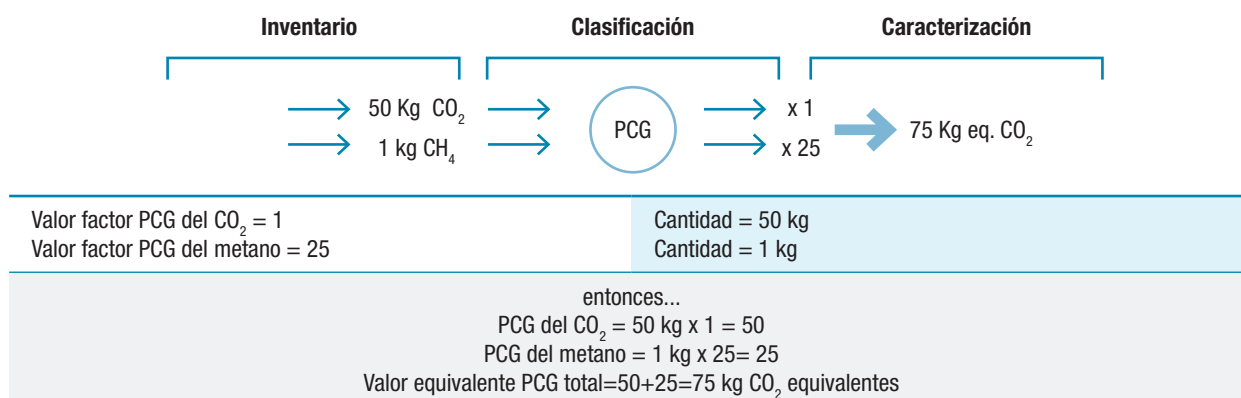 Inventario Clasificación Caracterización
50 Kg CO₂ x 1
PCG 75 Kg eq. CO₂
1 kg CH₄ x 25
Valor factor PCG del CO₂ = 1 Cantidad = 50 kg
Valor factor PCG del metano = 25 Cantidad = 1 kg
entonces...
PCG del CO₂ = 50 kg x 1 = 50
PCG del metano = 1 kg x 25= 25
Valor equivalente PCG total=50+25=75 kg CO₂ equivalentes